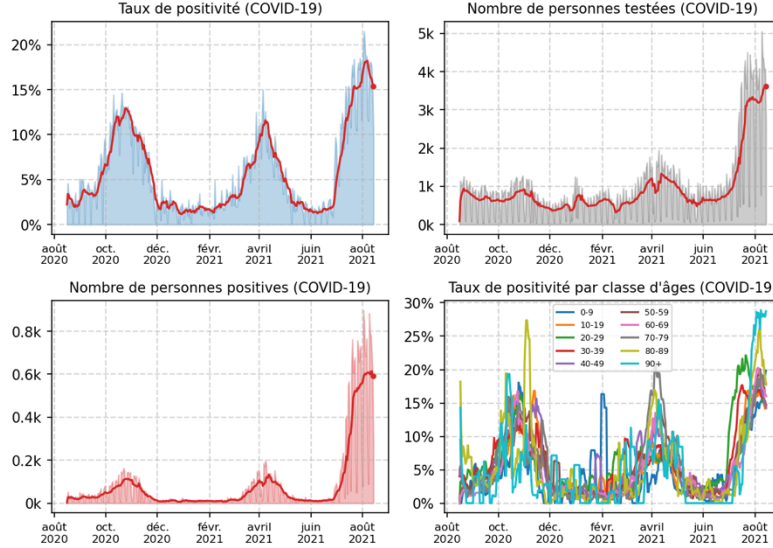 Taux de positivité (COVID-19)
20%
15%
10%
5%
0%
août oct. déc. févr. avril juin août
2020 2020 2020 2021 2021 2021 2021
Nombre de personnes testées (COVID-19)
5k
4k
3k
2k
1k
0k
août oct. déc. févr. avril juin août
2020 2020 2020 2021 2021 2021 2021
Nombre de personnes positives (COVID-19)
0.8k
0.6k
0.4k
0.2k
0k
août oct. déc. févr. avril juin août
2020 2020 2020 2021 2021 2021 2021
Taux de positivité par classe d'âges (COVID-19)
30%
25%
20%
15%
10%
5%
0%
0-9 50-59
10-19 60-69
20-29 70-79
30-39 80-89
40-49 90+
août oct. déc. févr. avril juin août
2020 2020 2020 2021 2021 2021 2021